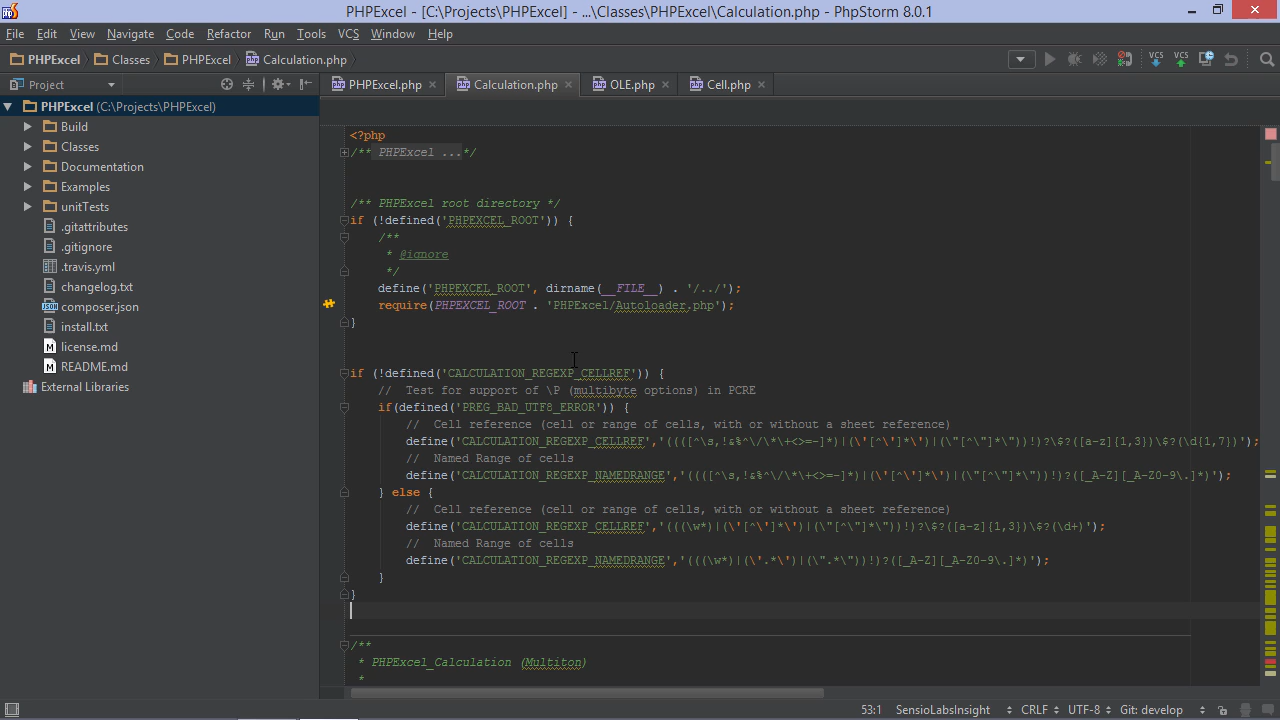 PHPExcel - [C:\Projects\PHPExcel] - ...\Classes\PHPExcel\Calculation.php - PhpStorm 8.0.1
File Edit View Navigate Code Refactor Run Tools VCS Window Help
PHPExcel Classes PHPExcel Calculation.php
VCS VCS
Project
PHPExcel.php Calculation.php OLE.php Cell.php
PHPExcel (C:\Projects\PHPExcel)
Build
Classes
Documentation
Examples
unitTests
.gitattributes
.gitignore
.travis.yml
changelog.txt
composer.json
install.txt
license.md
README.md
External Libraries
<?php
/** PHPExcel ...*/
/** PHPExcel root directory */
if (!defined('PHPEXCEL_ROOT')) {
/**
* @ignore
*/
define('PHPEXCEL_ROOT', dirname(__FILE__) . '/../');
require(PHPEXCEL_ROOT . 'PHPExcel/Autoloader.php');
}
if (!defined('CALCULATION_REGEXP_CELLREF')) {
// Test for support of \P (multibyte options) in PCRE
if(defined('PREG_BAD_UTF8_ERROR')) {
// Cell reference (cell or range of cells, with or without a sheet reference)
define('CALCULATION_REGEXP_CELLREF','((([^\s,!&%^\/\*\+<>=-]*)|(\'[^\']*\')|(\"[^\"]*\"))!)?\$?([a-z]{1,3})\$?(\d{1,7})');
// Named Range of cells
define('CALCULATION_REGEXP_NAMEDRANGE','((([^\s,!&%^\/\*\+<>=-]*)|(\'[^\']*\')|(\"[^\"]*\"))!)?([_A-Z][_A-Z0-9\.]*)');
} else {
// Cell reference (cell or range of cells, with or without a sheet reference)
define('CALCULATION_REGEXP_CELLREF','(((\w*)|(\'[^\']*\')|(\"[^\"]*\"))!)?\$?([a-z]{1,3})\$?(\d+)');
// Named Range of cells
define('CALCULATION_REGEXP_NAMEDRANGE','(((\w*)|(\'.*\')|(\".*\"))!)?([_A-Z][_A-Z0-9\.]*)');
}
}
/**
* PHPExcel_Calculation (Multiton)
*
53:1 SensioLabsInsight CRLF UTF-8 Git: develop